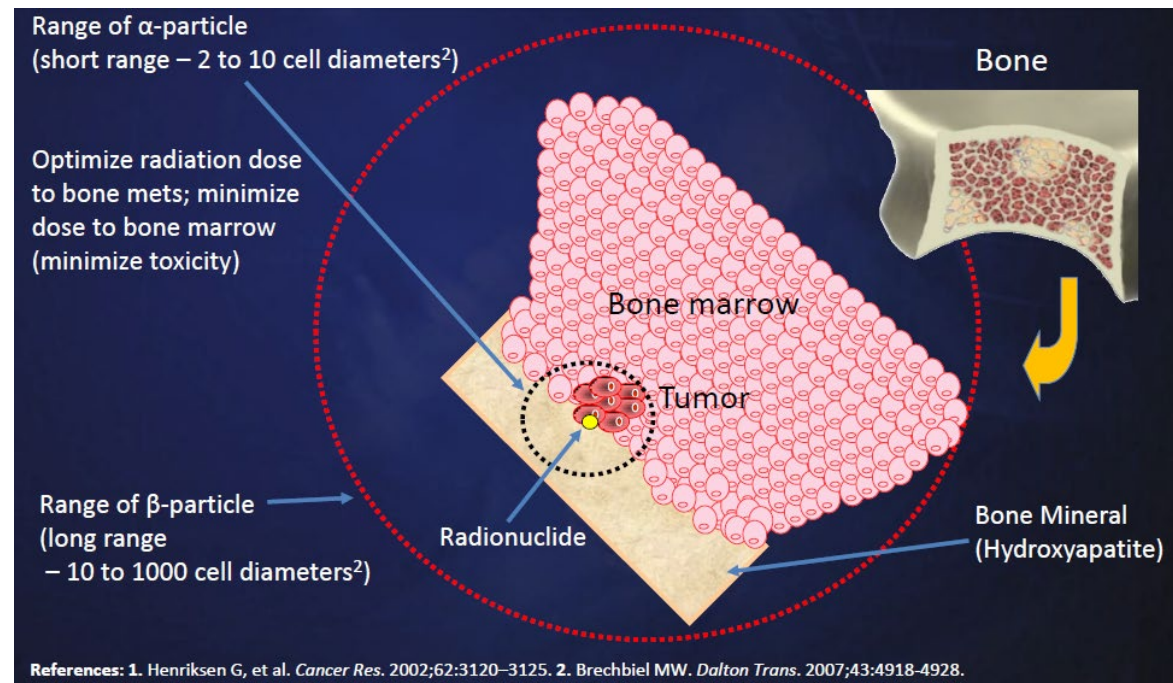 Range of α-particle
(short range – 2 to 10 cell diameters²)
Bone
Optimize radiation dose
to bone mets; minimize
dose to bone marrow
(minimize toxicity)
Bone marrow
Tumor
Range of β-particle
(long range
– 10 to 1000 cell diameters²)
Radionuclide
Bone Mineral
(Hydroxyapatite)
References: 1. Henriksen G, et al. Cancer Res. 2002;62:3120–3125. 2. Brechbiel MW. Dalton Trans. 2007;43:4918-4928.